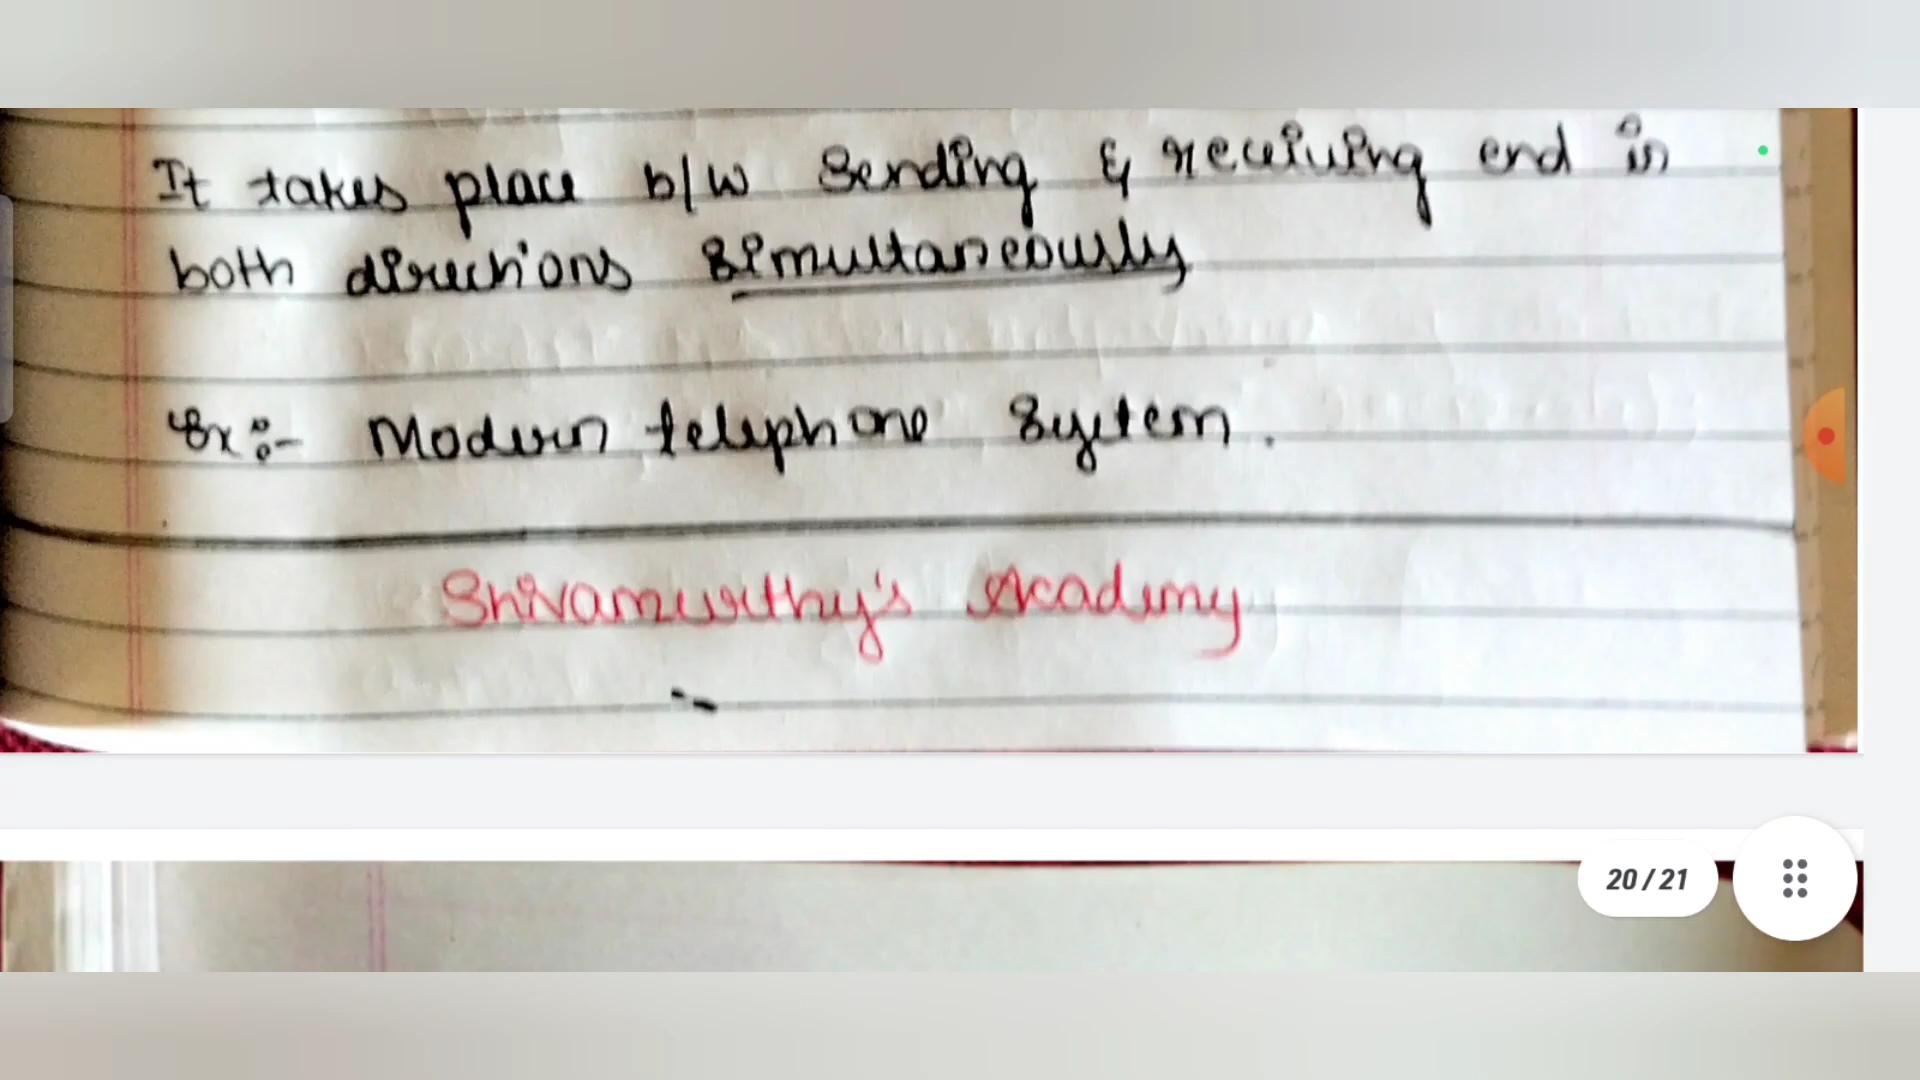 It takes place b/w Sending & receiving end in
both directions simultaneously
Ex:- Modern telephone System.
Shivamurthy's Academy
20/21